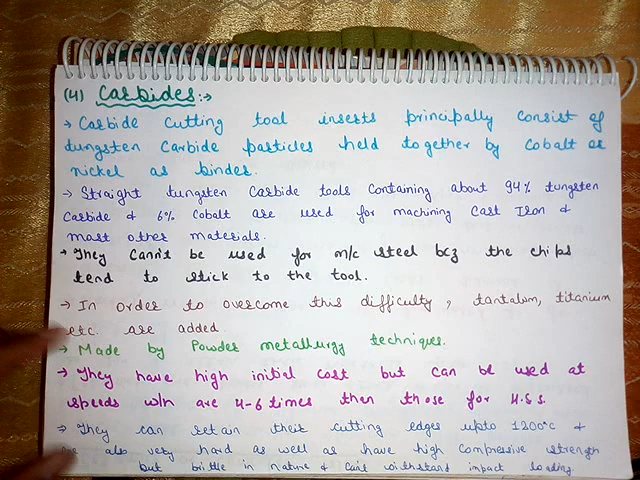 (4) Carbides:→
→ Carbide cutting tool inserts principally consist of
tungsten carbide particles held together by cobalt or
nickel as binder.
→ Straight tungsten carbide tools containing about 94% tungsten
carbide & 6% cobalt are used for machining Cast Iron &
most other materials.
→ They cann't be used for m/c steel bcz the chips
tend to stick to the tool.
→ In order to overcome this difficulty, tantalum, titanium
etc. are added.
→ Made by Powder metallurgy techniques.
→ They have high initial cost but can be used at
speeds w/h are 4-6 times then those for H.S.S.
→ They can retain their cutting edges upto 1200°c &
are also very hard as well as have high compressive strength
but brittle in nature & can't withstand impact loading.